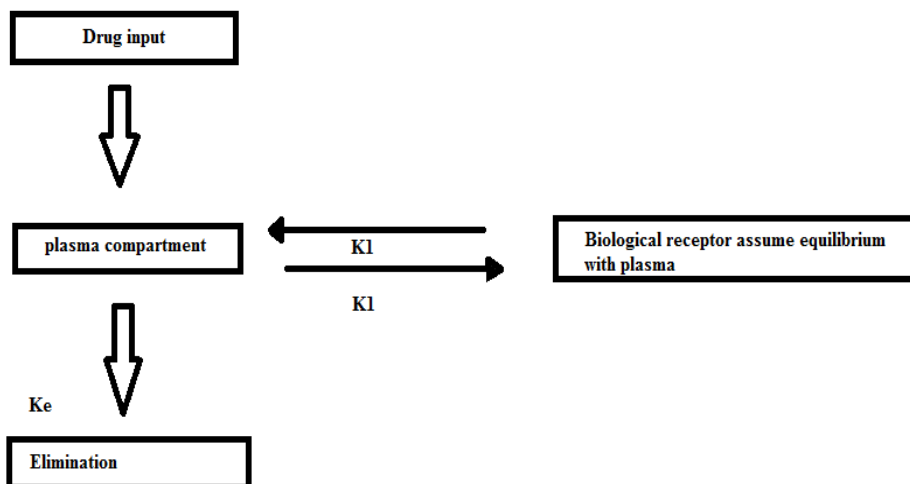 Drug input
plasma compartment
K1
K1
Biological receptor assume equilibrium
with plasma
Ke
Elimination